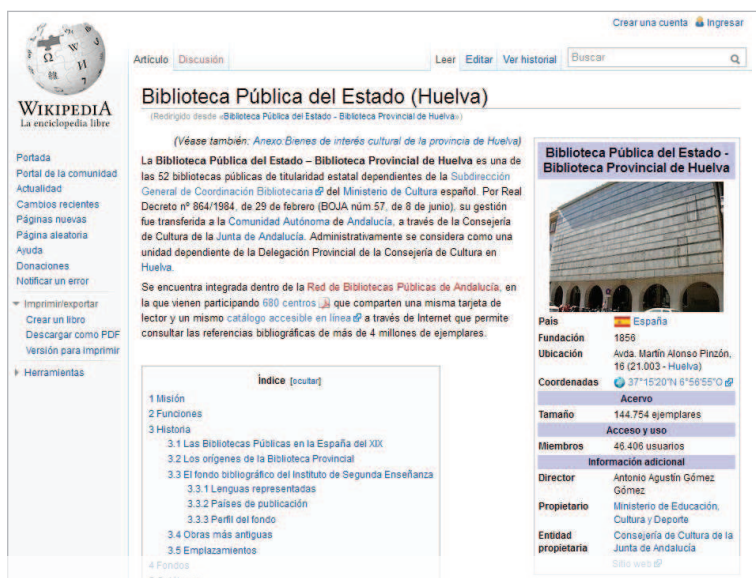 Crear una cuenta Ingresar
WIKIPEDIA
La enciclopedia libre
Artículo Discusión Leer Editar Ver historial Buscar
Portada
Portal de la comunidad
Actualidad
Cambios recientes
Páginas nuevas
Página aleatoria
Ayuda
Donaciones
Notificar un error
Imprimir/exportar
Crear un libro
Descargar como PDF
Versión para imprimir
Herramientas
Biblioteca Pública del Estado (Huelva)
(Redirigido desde «Biblioteca Pública del Estado - Biblioteca Provincial de Huelva»)
(Véase también: Anexo:Bienes de interés cultural de la provincia de Huelva)
La Biblioteca Pública del Estado – Biblioteca Provincial de Huelva es una de
las 52 bibliotecas públicas de titularidad estatal dependientes de la Subdirección
General de Coordinación Bibliotecaria del Ministerio de Cultura español. Por Real
Decreto nº 864/1984, de 29 de febrero (BOJA núm.57, de 8 de junio), su gestión
fue transferida a la Comunidad Autónoma de Andalucía, a través de la Consejería
de Cultura de la Junta de Andalucía. Administrativamente se considera como una
unidad dependiente de la Delegación Provincial de la Consejería de Cultura en
Huelva.
Se encuentra integrada dentro de la Red de Bibliotecas Públicas de Andalucía, en
la que vienen participando 680 centros que comparten una misma tarjeta de
lector y un mismo catálogo accesible en línea a través de Internet que permite
consultar las referencias bibliográficas de más de 4 millones de ejemplares.
Índice [ocultar]
1 Misión
2 Funciones
3 Historia
3.1 Las Bibliotecas Públicas en la España del XIX
3.2 Los orígenes de la Biblioteca Provincial
3.3 El fondo bibliográfico del Instituto de Segunda Enseñanza
3.3.1 Lenguas representadas
3.3.2 Países de publicación
3.3.3 Perfil del fondo
3.4 Obras más antiguas
3.5 Emplazamientos
4 Fondos
Biblioteca Pública del Estado -
Biblioteca Provincial de Huelva
País España
Fundación 1856
Ubicación Avda. Martín Alonso Pinzón,
16 (21.003 - Huelva)
Coordenadas 37°15′20″N 6°56′55″O
Acervo
Tamaño 144.754 ejemplares
Acceso y uso
Miembros 46.406 usuarios
Información adicional
Director Antonio Agustín Gómez
Gómez
Propietario Ministerio de Educación,
Cultura y Deporte
Entidad Consejería de Cultura de la
propietaria Junta de Andalucía
Sitio web